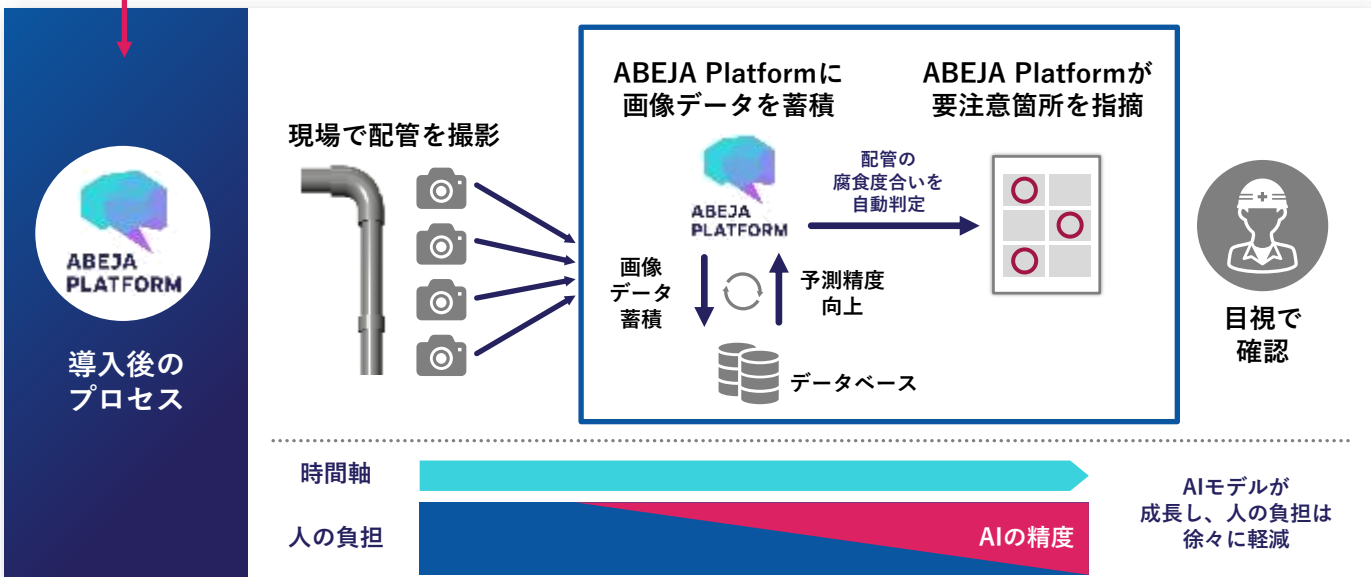 ABEJA
PLATFORM
導入後の
プロセス
現場で配管を撮影
ABEJA Platformに
画像データを蓄積
ABEJA
PLATFORM
画像
データ
蓄積
予測精度
向上
データベース
配管の
腐食度合いを
自動判定
ABEJA Platformが
要注意箇所を指摘
目視で
確認
時間軸
人の負担
AIの精度
AIモデルが
成長し、人の負担は
徐々に軽減